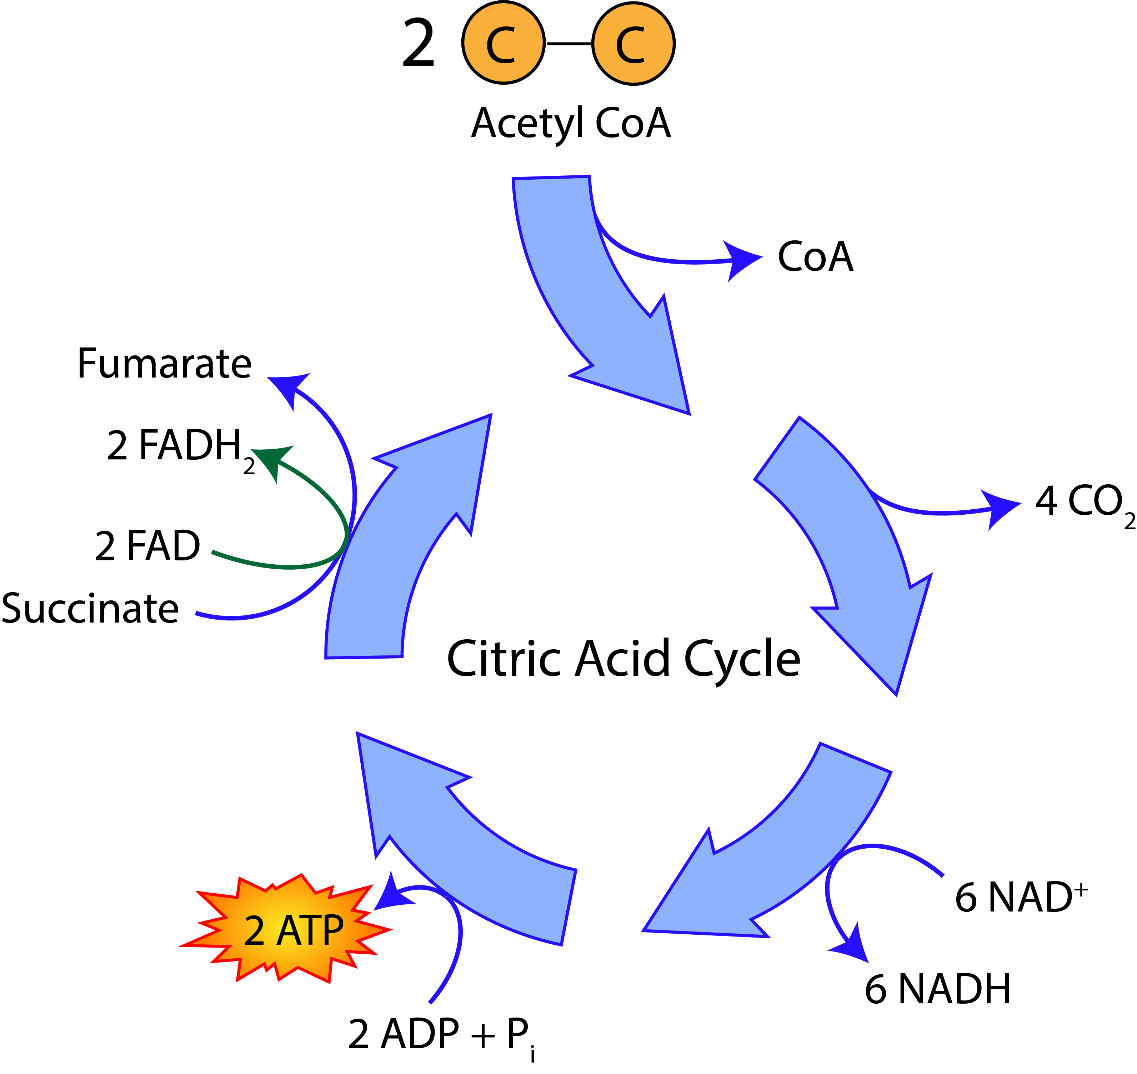 2 C C
Acetyl CoA
CoA
Fumarate
2 FADH₂
2 FAD
Succinate
4 CO₂
Citric Acid Cycle
6 NAD⁺
6 NADH
2 ATP
2 ADP + Pᵢ